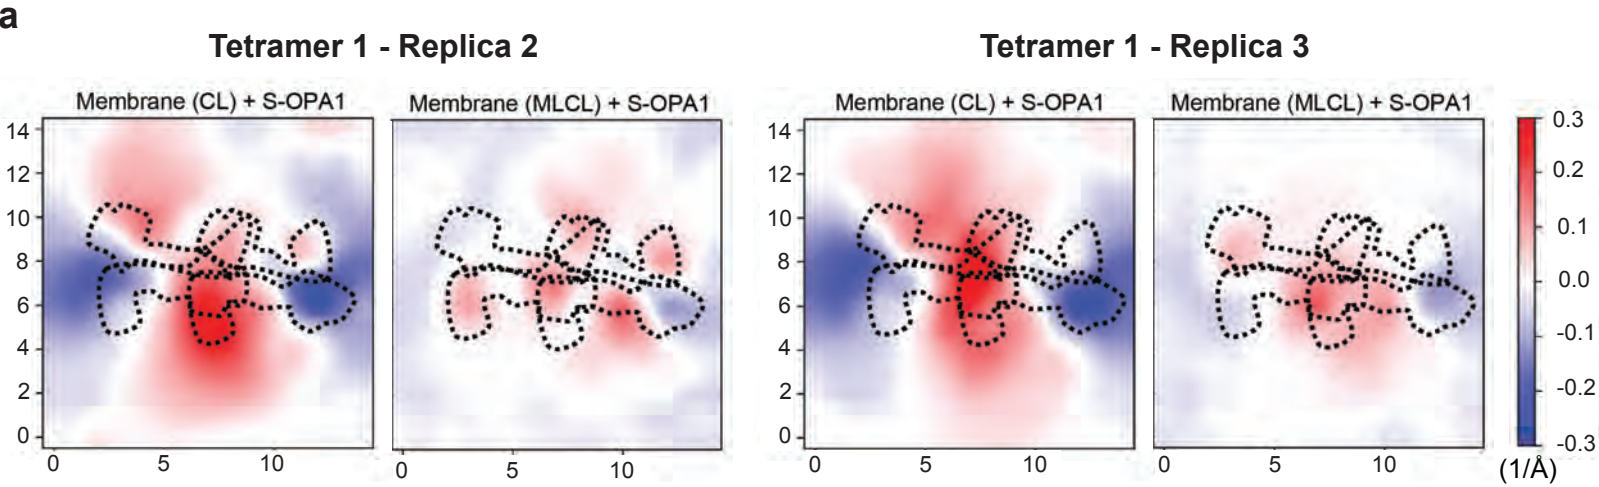 a
Tetramer 1 - Replica 2
Tetramer 1 - Replica 3
Membrane (CL) + S-OPA1
Membrane (MLCL) + S-OPA1
Membrane (CL) + S-OPA1
Membrane (MLCL) + S-OPA1
14
12
10
8
6
4
2
0
0 5 10
0 5 10
14
12
10
8
6
4
2
0
0 5 10
0 5 10
0.3
0.2
0.1
0.0
-0.1
-0.2
-0.3
(1/Å)